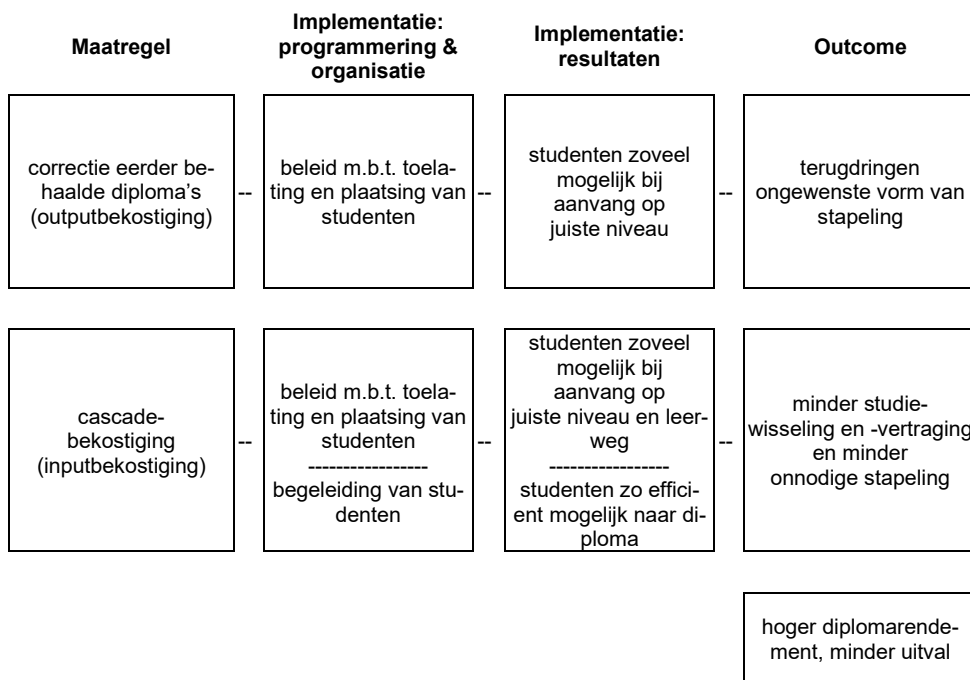 Maatregel
Implementatie:
programmering &
organisatie
Implementatie:
resultaten
Outcome
correctie eerder be-
haalde diploma's
(outputbekostiging)
--
beleid m.b.t. toela-
ting en plaatsing van
studenten
--
studenten zoveel
mogelijk bij
aanvang op
juiste niveau
--
terugdringen
ongewenste vorm van
stapeling
cascade-
bekostiging
(inputbekostiging)
--
beleid m.b.t. toela-
ting en plaatsing van
studenten
-----------------
begeleiding van stu-
denten
--
studenten zoveel
mogelijk bij
aanvang op
juiste niveau en leer-
weg
-----------------
studenten zo effici-
ent mogelijk naar di-
ploma
--
minder studie-
wisseling en -vertraging
en minder
onnodige stapeling
hoger diplomarende-
ment, minder uitval